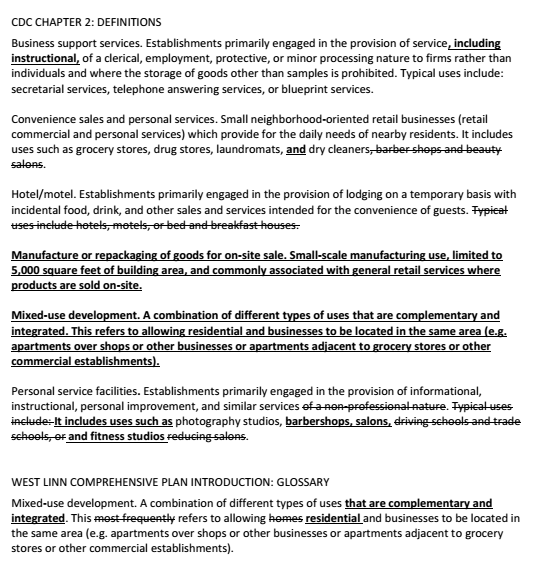 CDC CHAPTER 2: DEFINITIONS
Business support services. Establishments primarily engaged in the provision of service, including
instructional, of a clerical, employment, protective, or minor processing nature to firms rather than
individuals and where the storage of goods other than samples is prohibited. Typical uses include:
secretarial services, telephone answering services, or blueprint services.
Convenience sales and personal services. Small neighborhood-oriented retail businesses (retail
commercial and personal services) which provide for the daily needs of nearby residents. It includes
uses such as grocery stores, drug stores, laundromats, and dry cleaners, barber shops and beauty
salons.
Hotel/motel. Establishments primarily engaged in the provision of lodging on a temporary basis with
incidental food, drink, and other sales and services intended for the convenience of guests. Typical
uses include hotels, motels, or bed and breakfast houses.
Manufacture or repackaging of goods for on-site sale. Small-scale manufacturing use, limited to
5,000 square feet of building area, and commonly associated with general retail services where
products are sold on-site.
Mixed-use development. A combination of different types of uses that are complementary and
integrated. This refers to allowing residential and businesses to be located in the same area (e.g.
apartments over shops or other businesses or apartments adjacent to grocery stores or other
commercial establishments).
Personal service facilities. Establishments primarily engaged in the provision of informational,
instructional, personal improvement, and similar services of a non-professional nature. Typical uses
include: It includes uses such as photography studios, barbershops, salons, driving schools and trade
schools, or and fitness studios reducing salons.
WEST LINN COMPREHENSIVE PLAN INTRODUCTION: GLOSSARY
Mixed-use development. A combination of different types of uses that are complementary and
integrated. This most frequently refers to allowing homes residential and businesses to be located in
the same area (e.g. apartments over shops or other businesses or apartments adjacent to grocery
stores or other commercial establishments).